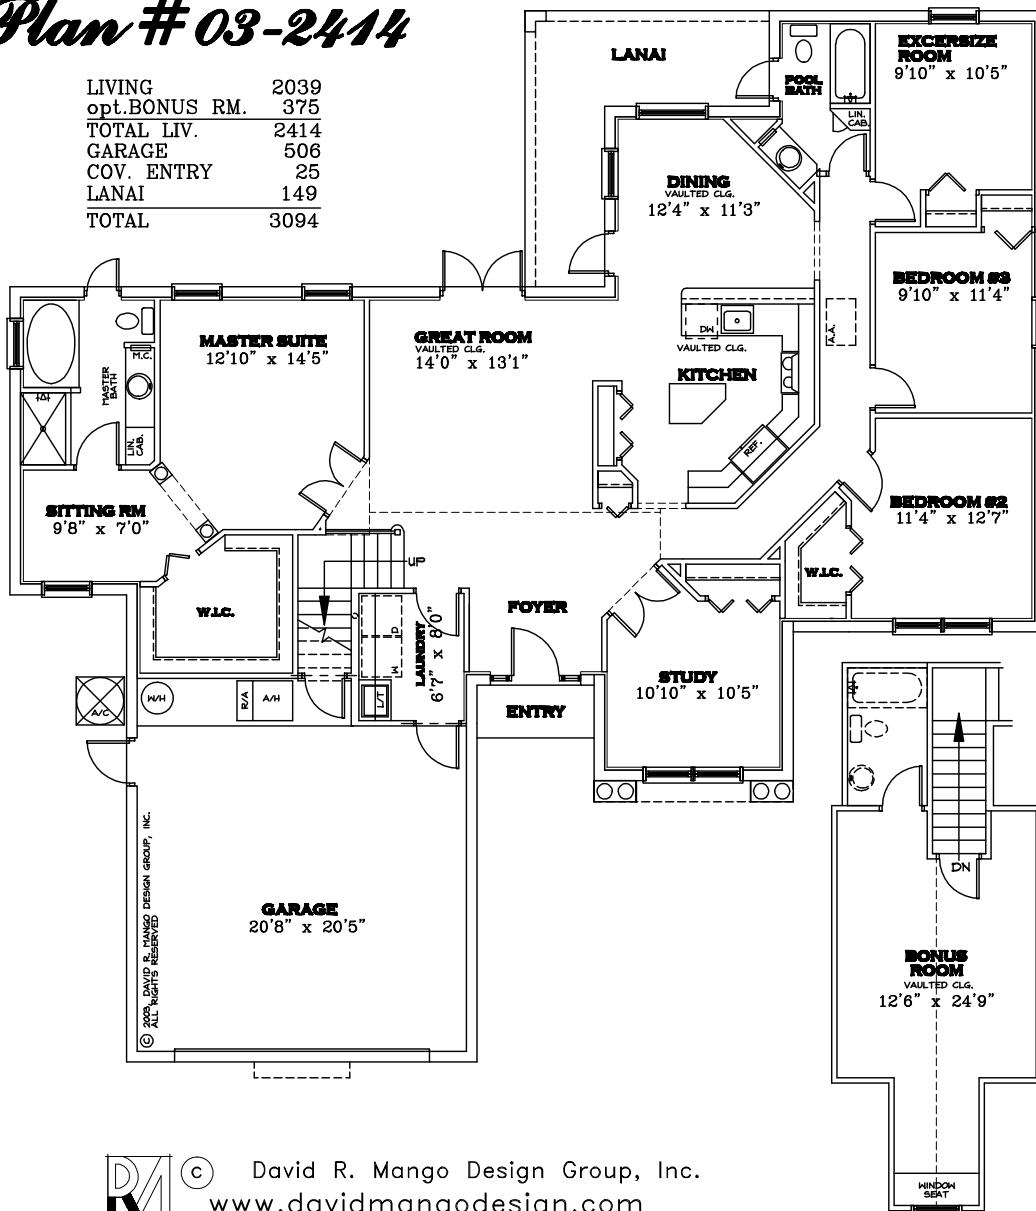 Plan # 03-2414
LIVING 2039
opt.BONUS RM. 375
TOTAL LIV. 2414
GARAGE 506
COV. ENTRY 25
LANAI 149
TOTAL 3094
LANAI
POOL
BATH
EXCERSIZE
ROOM
9'10" x 10'5"
LIN.
CAB.
DINING
VAULTED CLG.
12'4" x 11'3"
BEDROOM #3
9'10" x 11'4"
A.A.
MASTER SUITE
12'10" x 14'5"
GREAT ROOM
VAULTED CLG.
14'0" x 13'1"
DW
VAULTED CLG.
KITCHEN
REF.
M.C.
MASTER
BATH
LIN.
CAB.
SITTING RM
9'8" x 7'0"
BEDROOM #2
11'4" x 12'7"
W.I.C.
UP
W.I.C.
FOYER
LAUNDRY
6'7" x 8'0"
D
W
L/T
STUDY
10'10" x 10'5"
ENTRY
A/C
W/H
R/A
A/H
GARAGE
20'8" x 20'5"
© 2003, DAVID R. MANGO DESIGN GROUP, INC.
ALL RIGHTS RESERVED
DN
BONUS
ROOM
VAULTED CLG.
12'6" x 24'9"
WINDOW
SEAT
© David R. Mango Design Group, Inc.
www.davidmangodesign.com